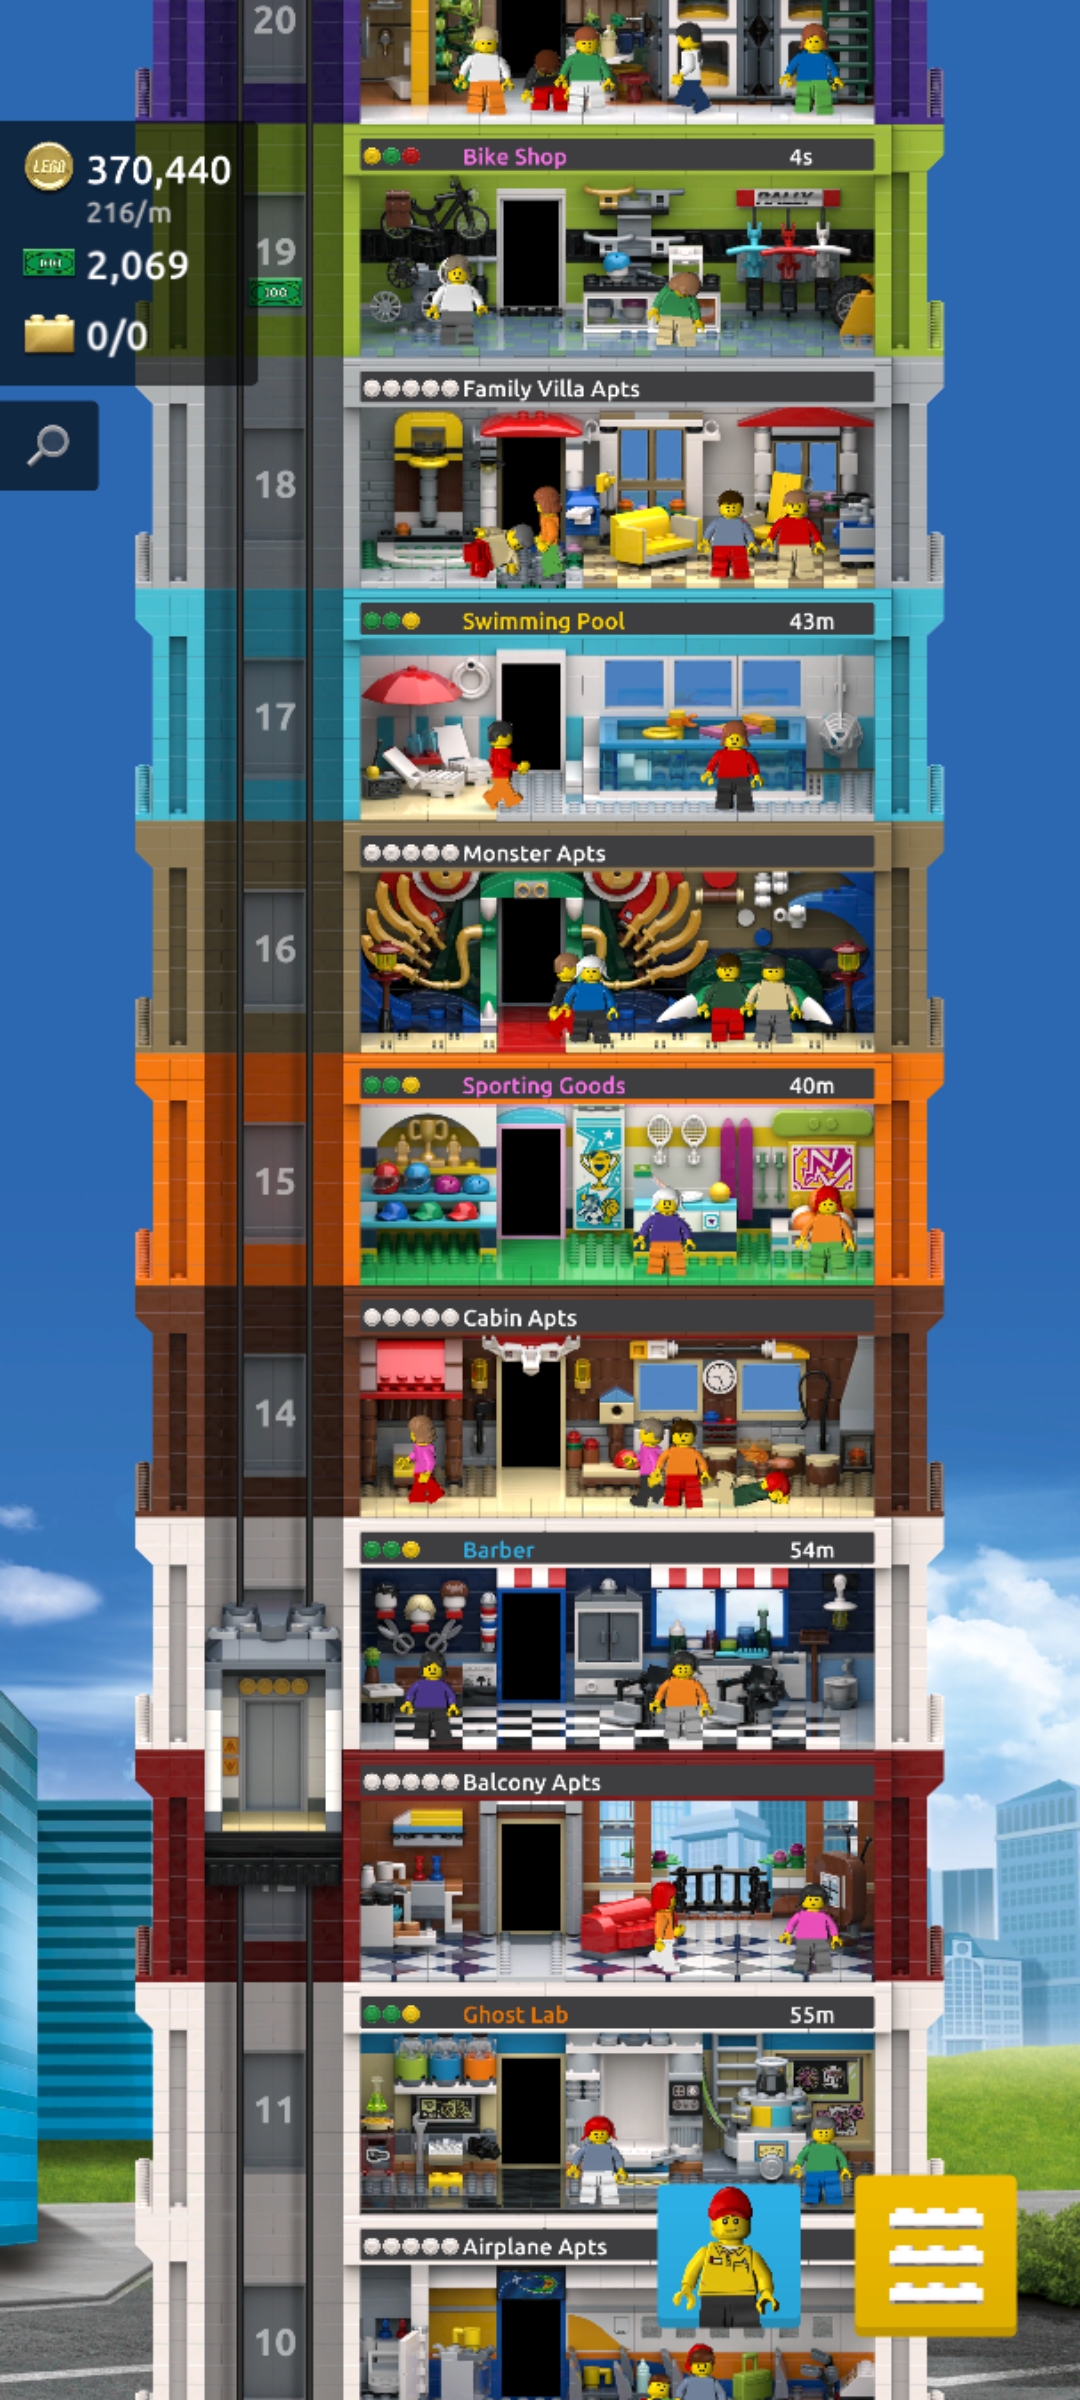 20
LEGO
370,440
216/m
2,069
0/0
Bike Shop 4s
RALLY
19
100
Family Villa Apts
18
Swimming Pool 43m
17
Monster Apts
16
Sporting Goods 40m
15
N
Cabin Apts
14
Barber 54m
Balcony Apts
Ghost Lab 55m
11
Airplane Apts
10